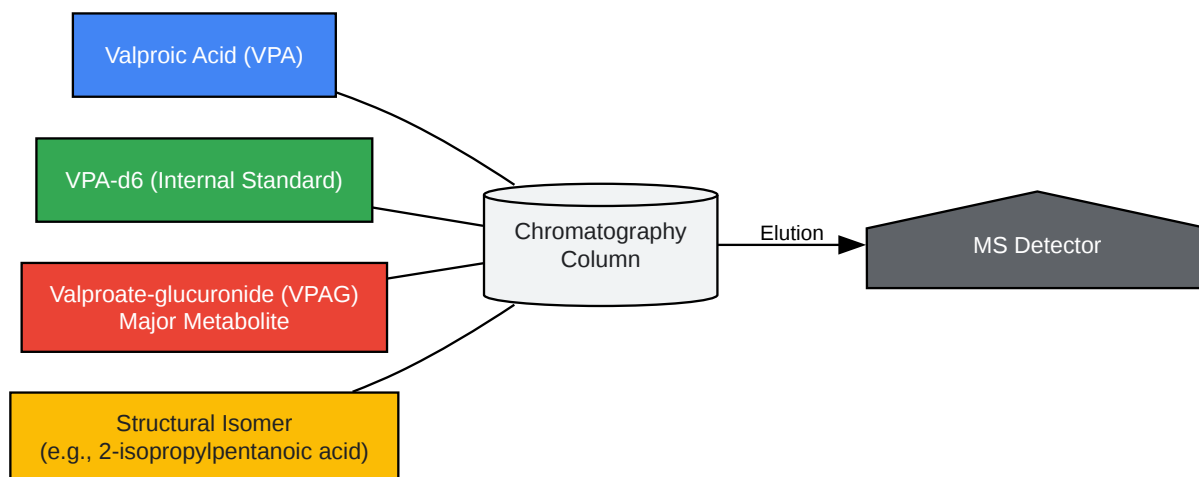 Valproic Acid (VPA)
VPA-d6 (Internal Standard)
Valproate-glucuronide (VPAG)
Major Metabolite
Structural Isomer
(e.g., 2-isopropylpentanoic acid)
Chromatography
Column
Elution
MS Detector